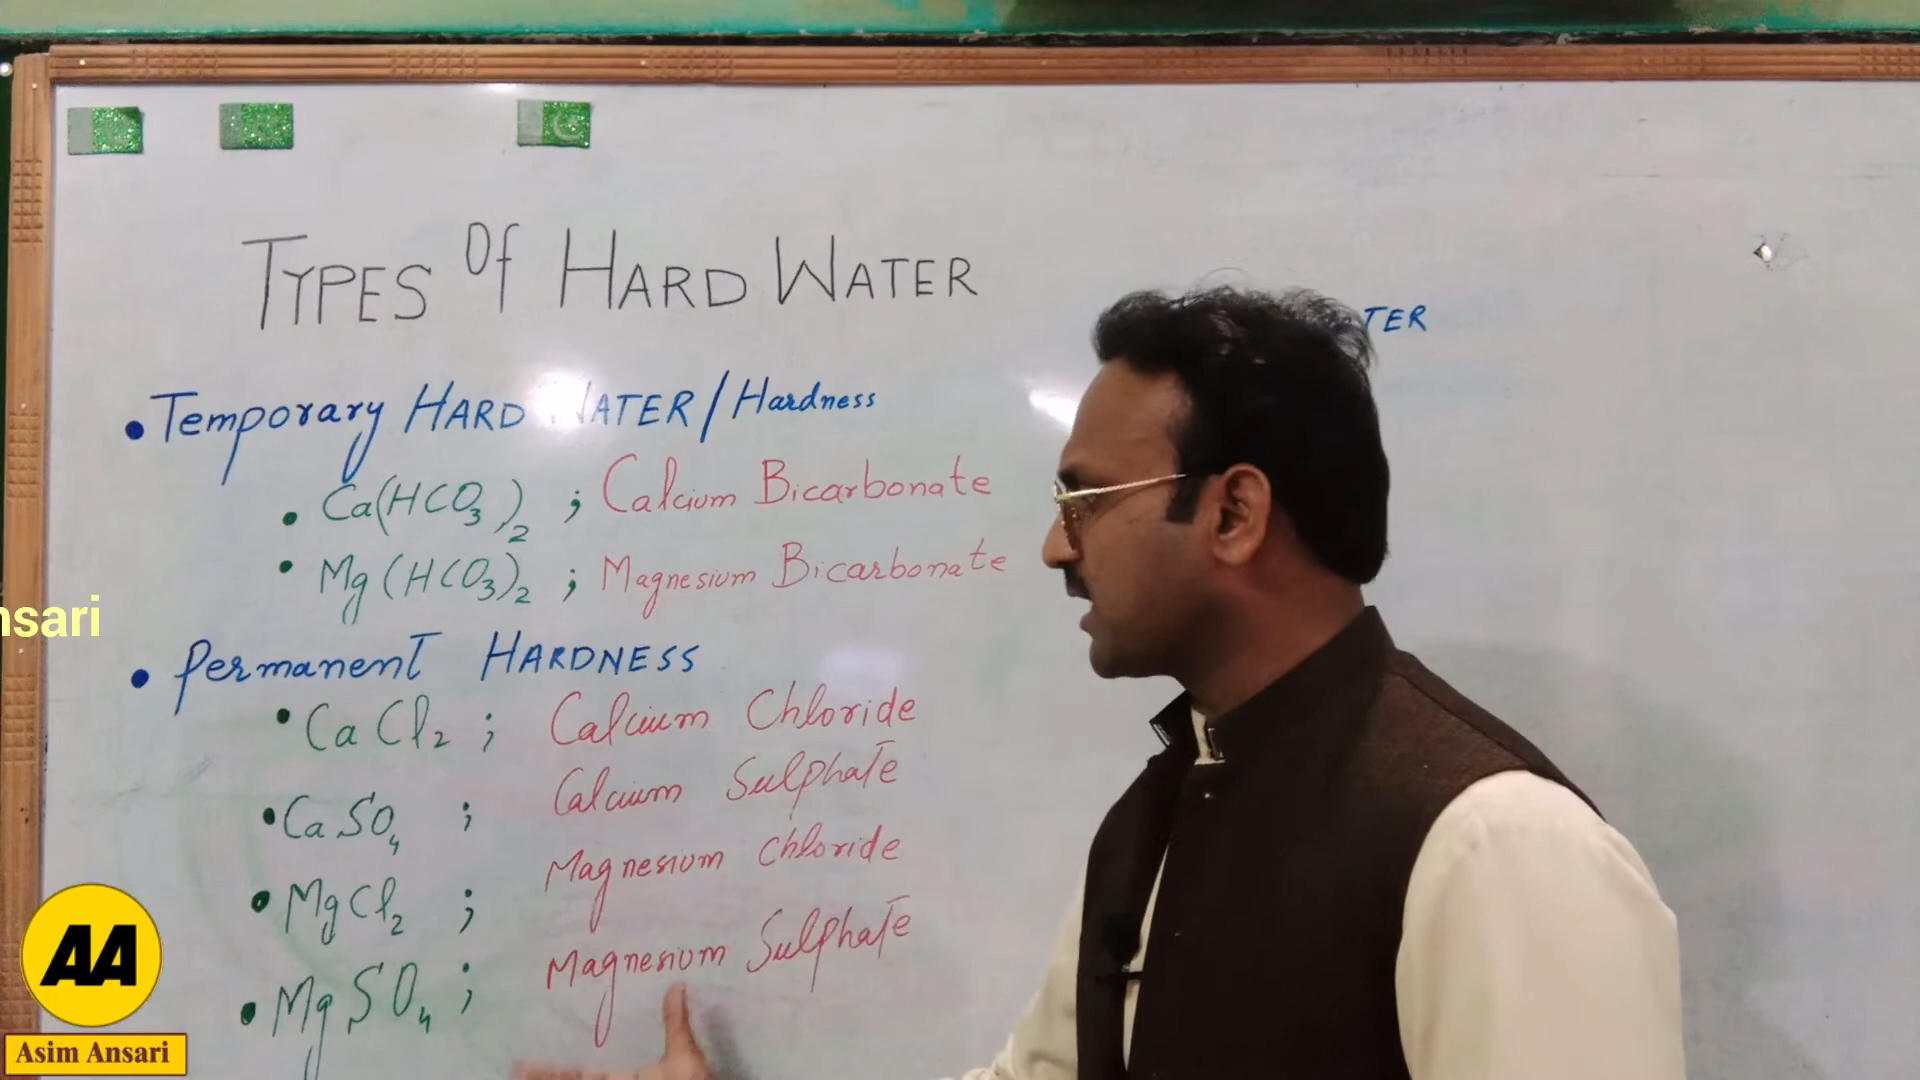 TYPES Of HARD WATER
TER
• Temporary HARD WATER / Hardness
• Ca(HCO3)2 ; Calcium Bicarbonate
• Mg(HCO3)2 ; Magnesium Bicarbonate
nsari
• Permanent HARDNESS
• CaCl2 ; Calcium Chloride
• CaSO4 ; Calcium Sulphate
• MgCl2 ; Magnesium Chloride
• MgSO4 ; Magnesium Sulphate
AA
Asim Ansari